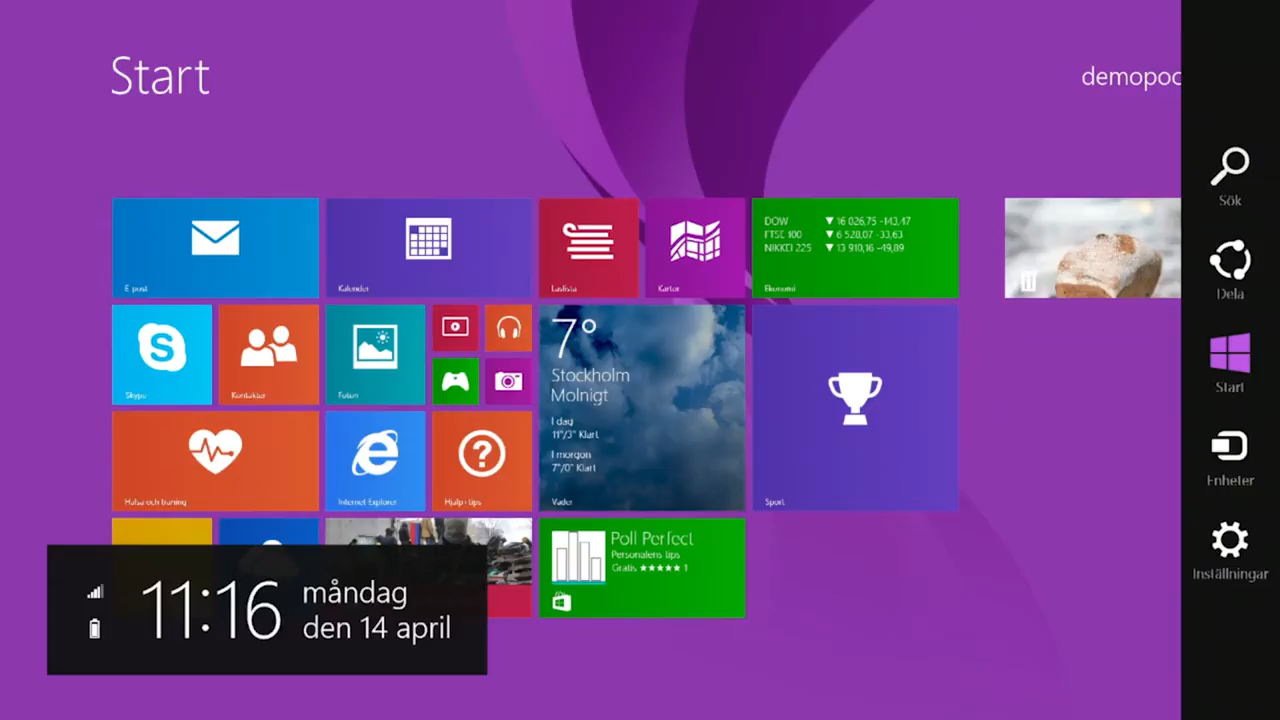 Start
demopoo
E-post
Kalender
Läslista
Kartor
DOW ▼ 16 026,75 -143,47
FTSE 100 ▼ 6 528,07 -33,63
NIKKEI 225 ▼ 13 910,16 -49,89
Ekonomi
Skype
Kontakter
Foton
7°
Stockholm
Molnigt
I dag
11°/3° Klart
I morgon
7°/0° Klart
Väder
Hälsa och träning
Internet Explorer
Hjälp+tips
Sport
Poll Perfect
Personalens tips
Gratis ★★★★★ 1
11:16
måndag
den 14 april
Sök
Dela
Start
Enheter
Inställningar